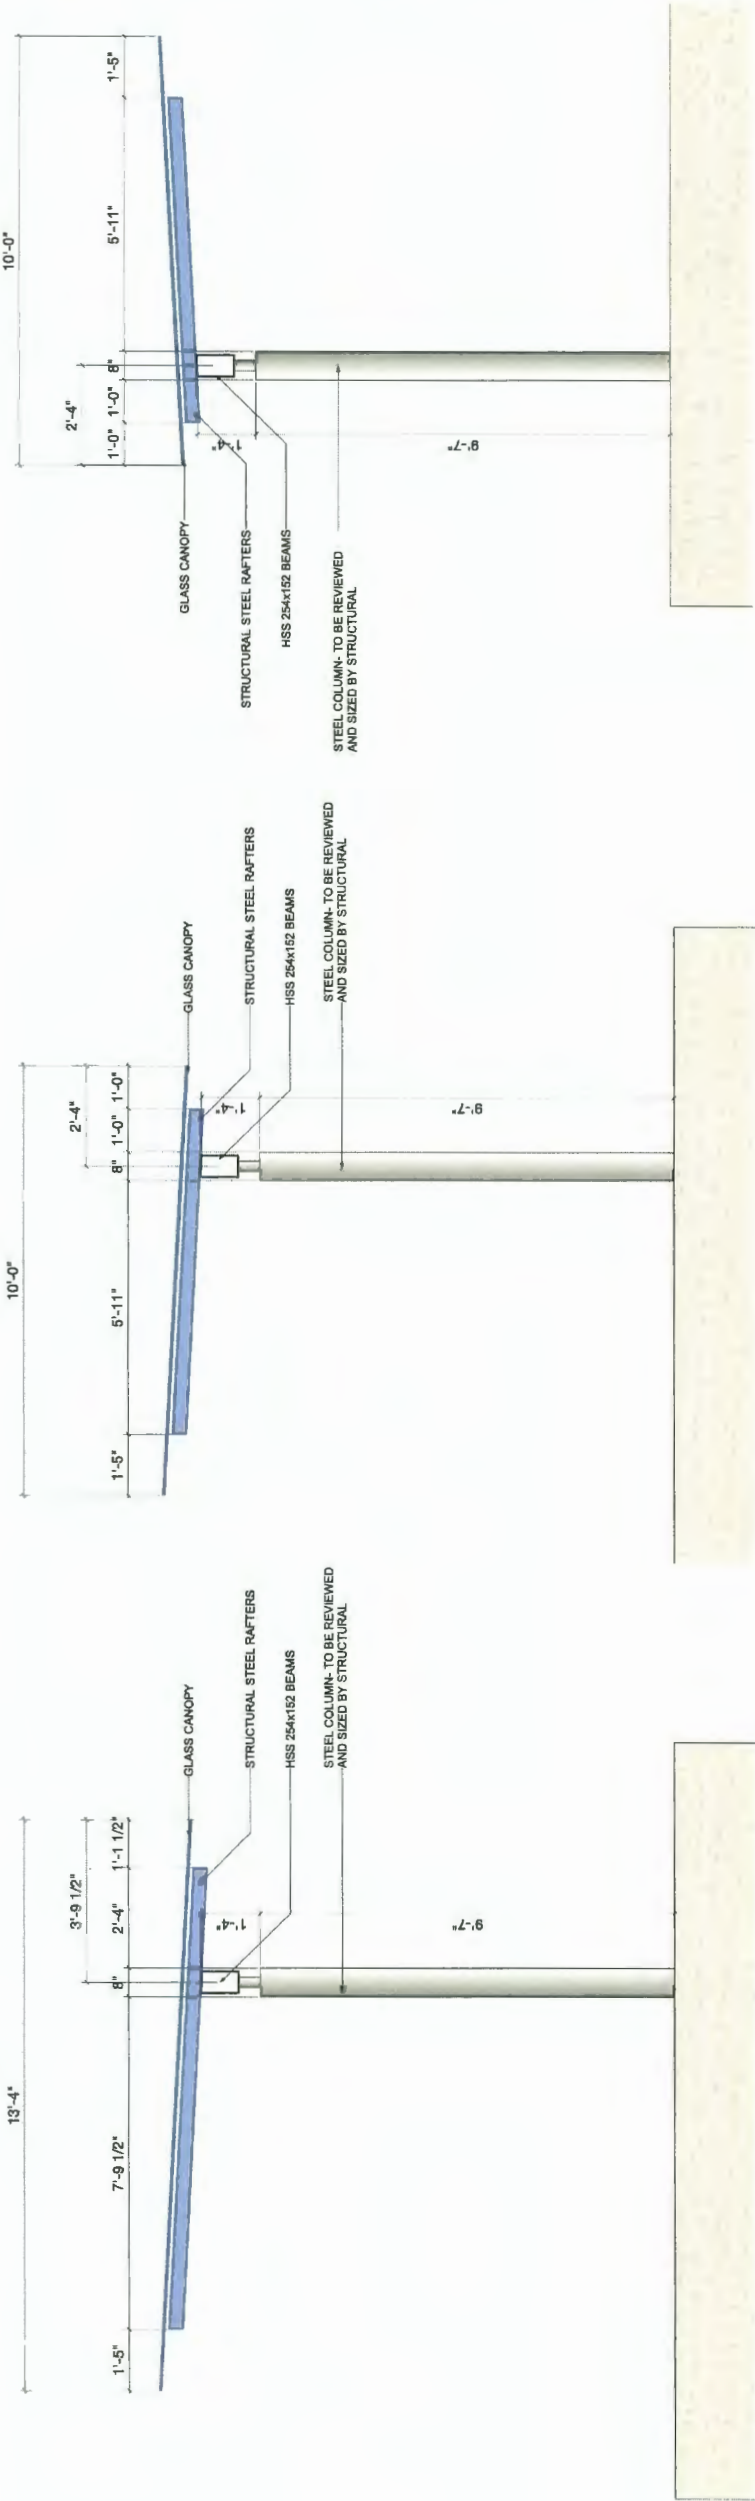 10'-0"
2'-4"
1'-0" 1'-0" 8" 5'-11" 1'-5"
GLASS CANOPY
1'-4"
STRUCTURAL STEEL RAFTERS
HSS 254x152 BEAMS
9'-7"
STEEL COLUMN- TO BE REVIEWED
AND SIZED BY STRUCTURAL
10'-0"
2'-4"
1'-5" 5'-11" 8" 1'-0" 1'-0"
GLASS CANOPY
1'-4"
STRUCTURAL STEEL RAFTERS
HSS 254x152 BEAMS
STEEL COLUMN- TO BE REVIEWED
AND SIZED BY STRUCTURAL
9'-7"
13'-4"
3'-9 1/2"
1'-5" 7'-9 1/2" 8" 2'-4" 1'-1 1/2"
GLASS CANOPY
1'-4"
STRUCTURAL STEEL RAFTERS
HSS 254x152 BEAMS
STEEL COLUMN- TO BE REVIEWED
AND SIZED BY STRUCTURAL
9'-7"